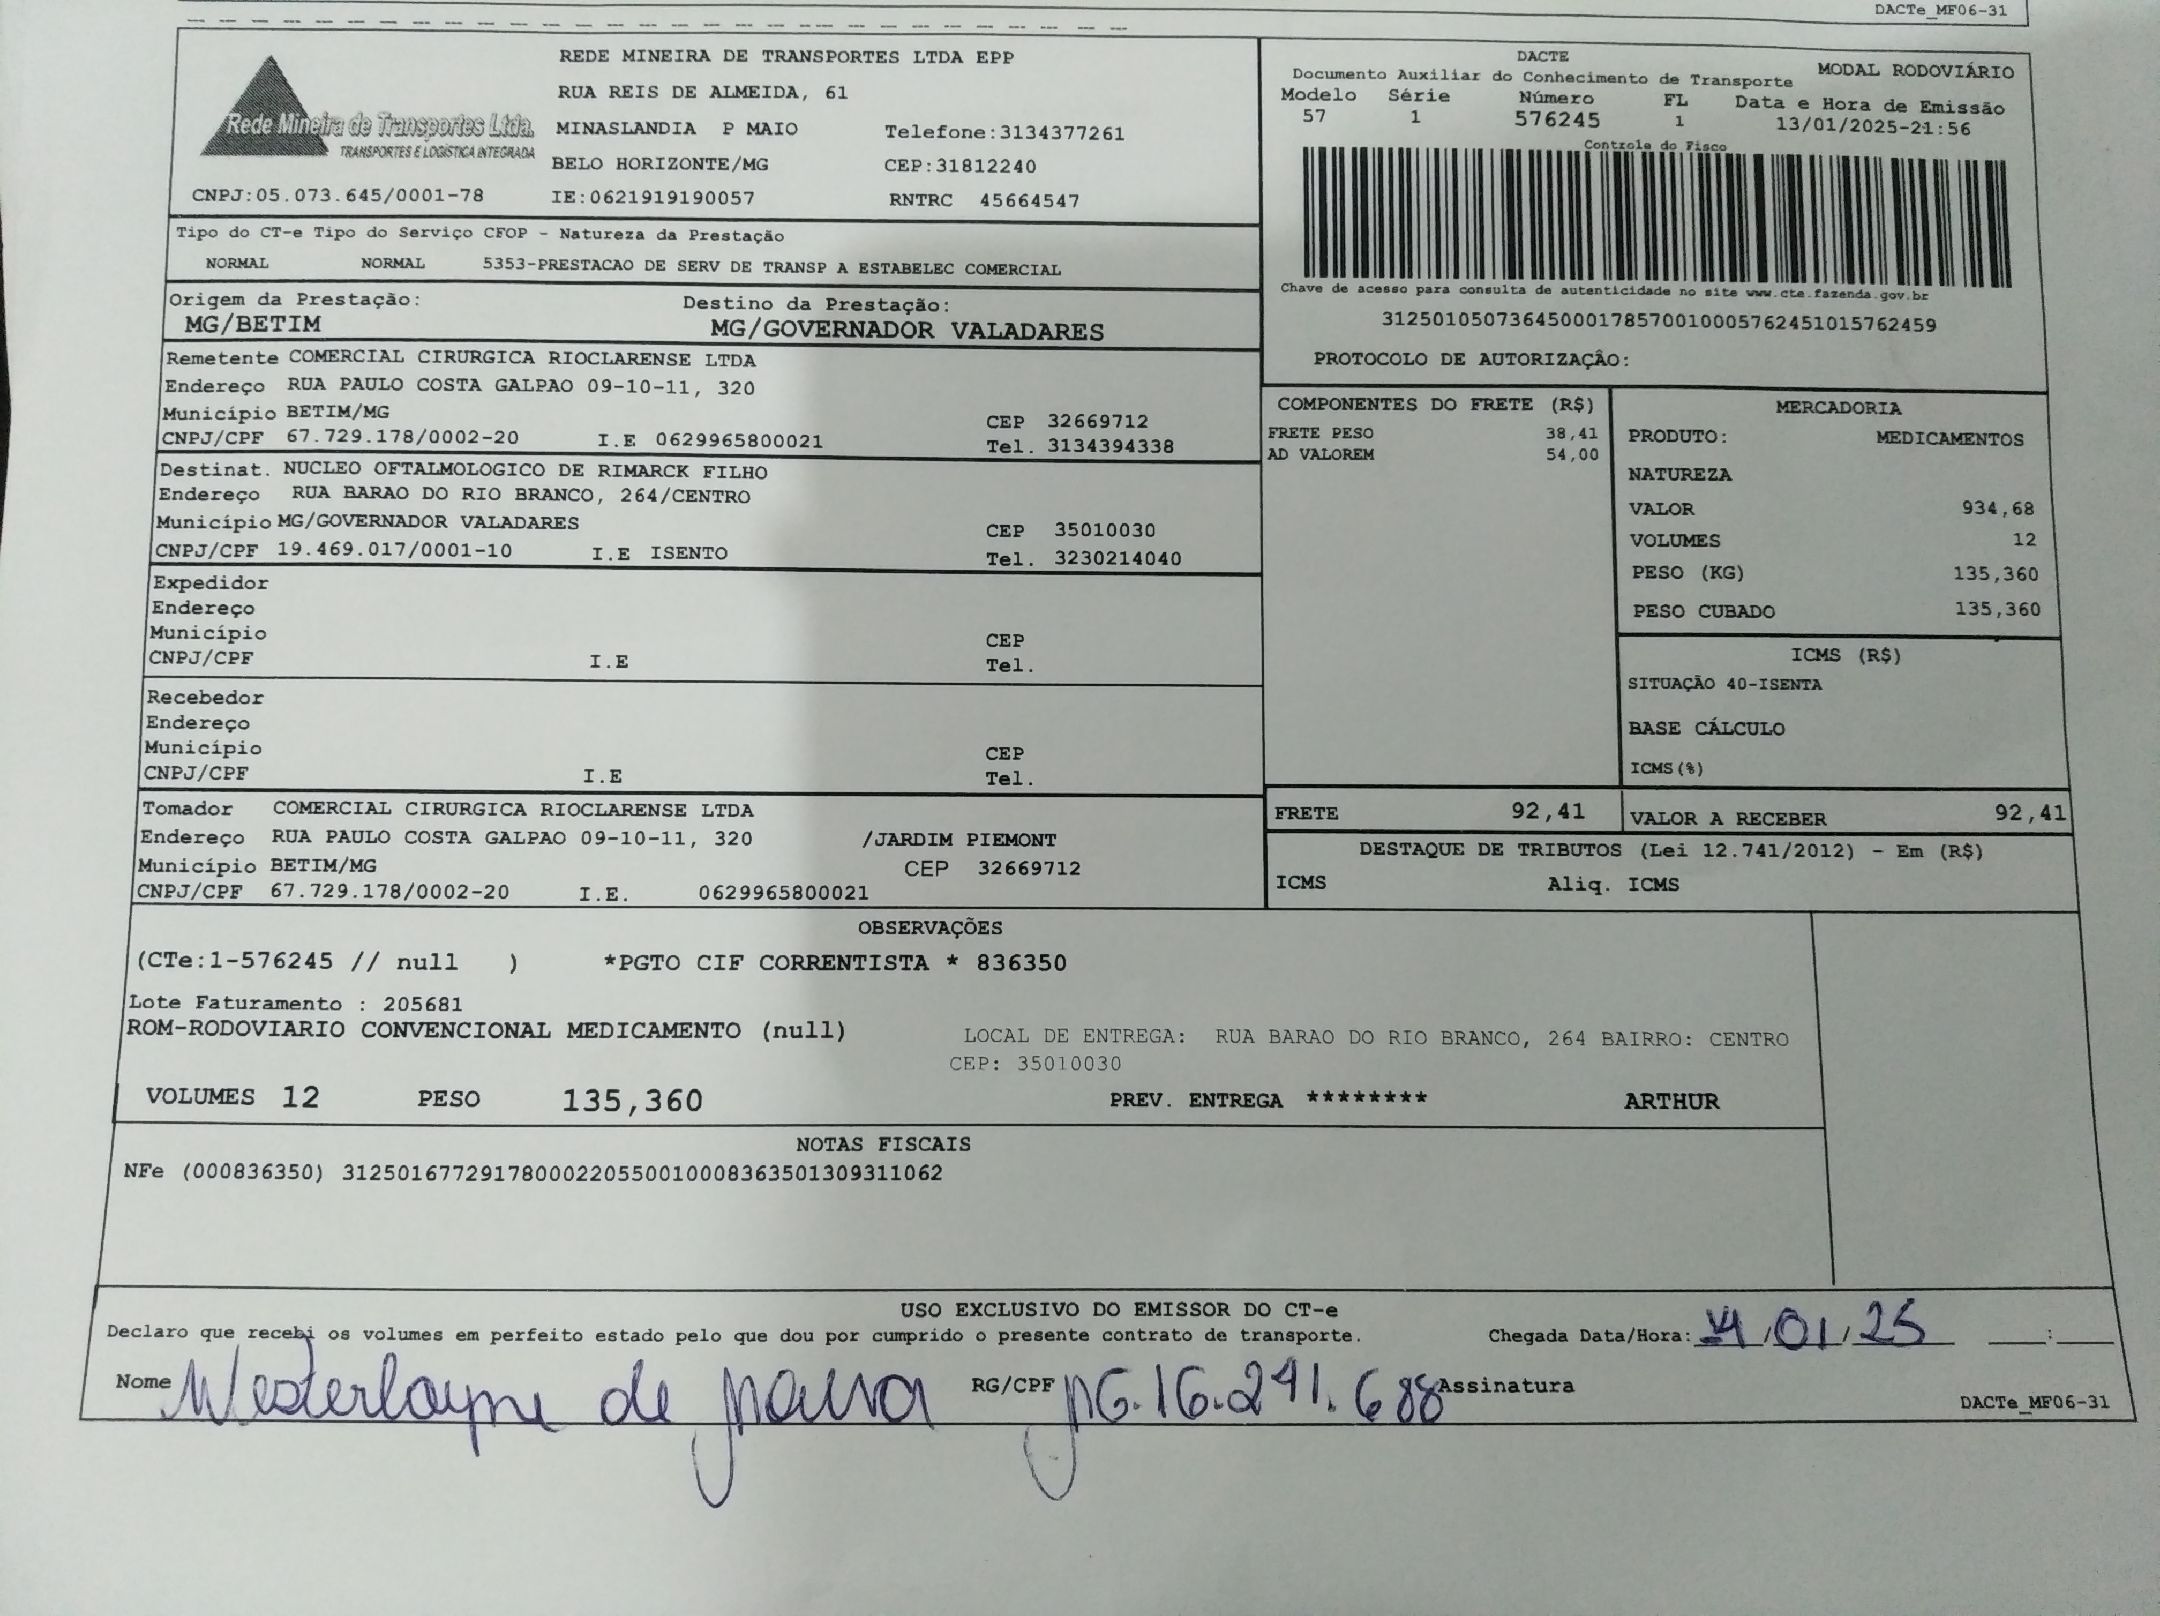 DACTe_MF06-31
Rede Mineira de Transportes Ltda.
TRANSPORTES E LOGÍSTICA INTEGRADA
REDE MINEIRA DE TRANSPORTES LTDA EPP
RUA REIS DE ALMEIDA, 61
MINASLANDIA P MAIO Telefone:3134377261
BELO HORIZONTE/MG CEP:31812240
CNPJ:05.073.645/0001-78 IE:0621919190057 RNTRC 45664547
DACTE
Documento Auxiliar do Conhecimento de Transporte MODAL RODOVIÁRIO
Modelo Série Número FL Data e Hora de Emissão
57 1 576245 1 13/01/2025-21:56
Controle do Fisco
Chave de acesso para consulta de autenticidade no site www.cte.fazenda.gov.br
31250105073645000178570010005762451015762459
PROTOCOLO DE AUTORIZAÇÃO:
Tipo do CT-e Tipo do Serviço CFOP - Natureza da Prestação
NORMAL NORMAL 5353-PRESTACAO DE SERV DE TRANSP A ESTABELEC COMERCIAL
Origem da Prestação: Destino da Prestação:
MG/BETIM MG/GOVERNADOR VALADARES
Remetente COMERCIAL CIRURGICA RIOCLARENSE LTDA
Endereço RUA PAULO COSTA GALPAO 09-10-11, 320
Município BETIM/MG CEP 32669712
CNPJ/CPF 67.729.178/0002-20 I.E 0629965800021 Tel. 3134394338
Destinat. NUCLEO OFTALMOLOGICO DE RIMARCK FILHO
Endereço RUA BARAO DO RIO BRANCO, 264/CENTRO
Município MG/GOVERNADOR VALADARES CEP 35010030
CNPJ/CPF 19.469.017/0001-10 I.E ISENTO Tel. 3230214040
Expedidor
Endereço
Município CEP
CNPJ/CPF I.E Tel.
Recebedor
Endereço
Município CEP
CNPJ/CPF I.E Tel.
Tomador COMERCIAL CIRURGICA RIOCLARENSE LTDA
Endereço RUA PAULO COSTA GALPAO 09-10-11, 320 /JARDIM PIEMONT
Município BETIM/MG CEP 32669712
CNPJ/CPF 67.729.178/0002-20 I.E. 0629965800021
COMPONENTES DO FRETE (R$)
FRETE PESO 38,41
AD VALOREM 54,00
MERCADORIA
PRODUTO: MEDICAMENTOS
NATUREZA
VALOR 934,68
VOLUMES 12
PESO (KG) 135,360
PESO CUBADO 135,360
ICMS (R$)
SITUAÇÃO 40-ISENTA
BASE CÁLCULO
ICMS(%)
FRETE 92,41 VALOR A RECEBER 92,41
DESTAQUE DE TRIBUTOS (Lei 12.741/2012) - Em (R$)
ICMS Aliq. ICMS
OBSERVAÇÕES
(CTe:1-576245 // null ) *PGTO CIF CORRENTISTA * 836350
Lote Faturamento : 205681
ROM-RODOVIARIO CONVENCIONAL MEDICAMENTO (null) LOCAL DE ENTREGA: RUA BARAO DO RIO BRANCO, 264 BAIRRO: CENTRO
CEP: 35010030
VOLUMES 12 PESO 135,360 PREV. ENTREGA ******** ARTHUR
NOTAS FISCAIS
NFe (000836350) 31250167729178000220550010008363501309311062
USO EXCLUSIVO DO EMISSOR DO CT-e
Declaro que recebi os volumes em perfeito estado pelo que dou por cumprido o presente contrato de transporte. Chegada Data/Hora: 14/01/25 :
Nome de RG/CPF MG.16.241.688 Assinatura
DACTe_MF06-31